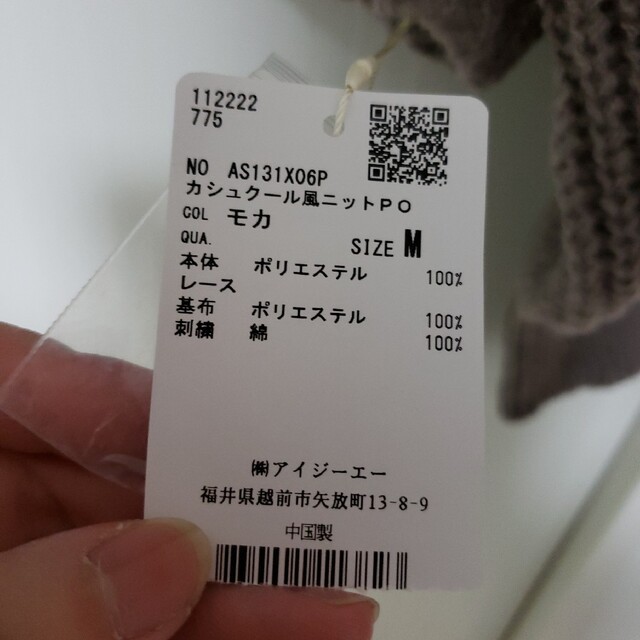 112222
775
NO AS131X06P
カシュクール風ニットPO
COL モカ
QUA. SIZE M
本体 ポリエステル 100%
レース
基布 ポリエステル 100%
刺繍 綿 100%
㈱アイジーエー
福井県越前市矢放町13-8-9
中国製